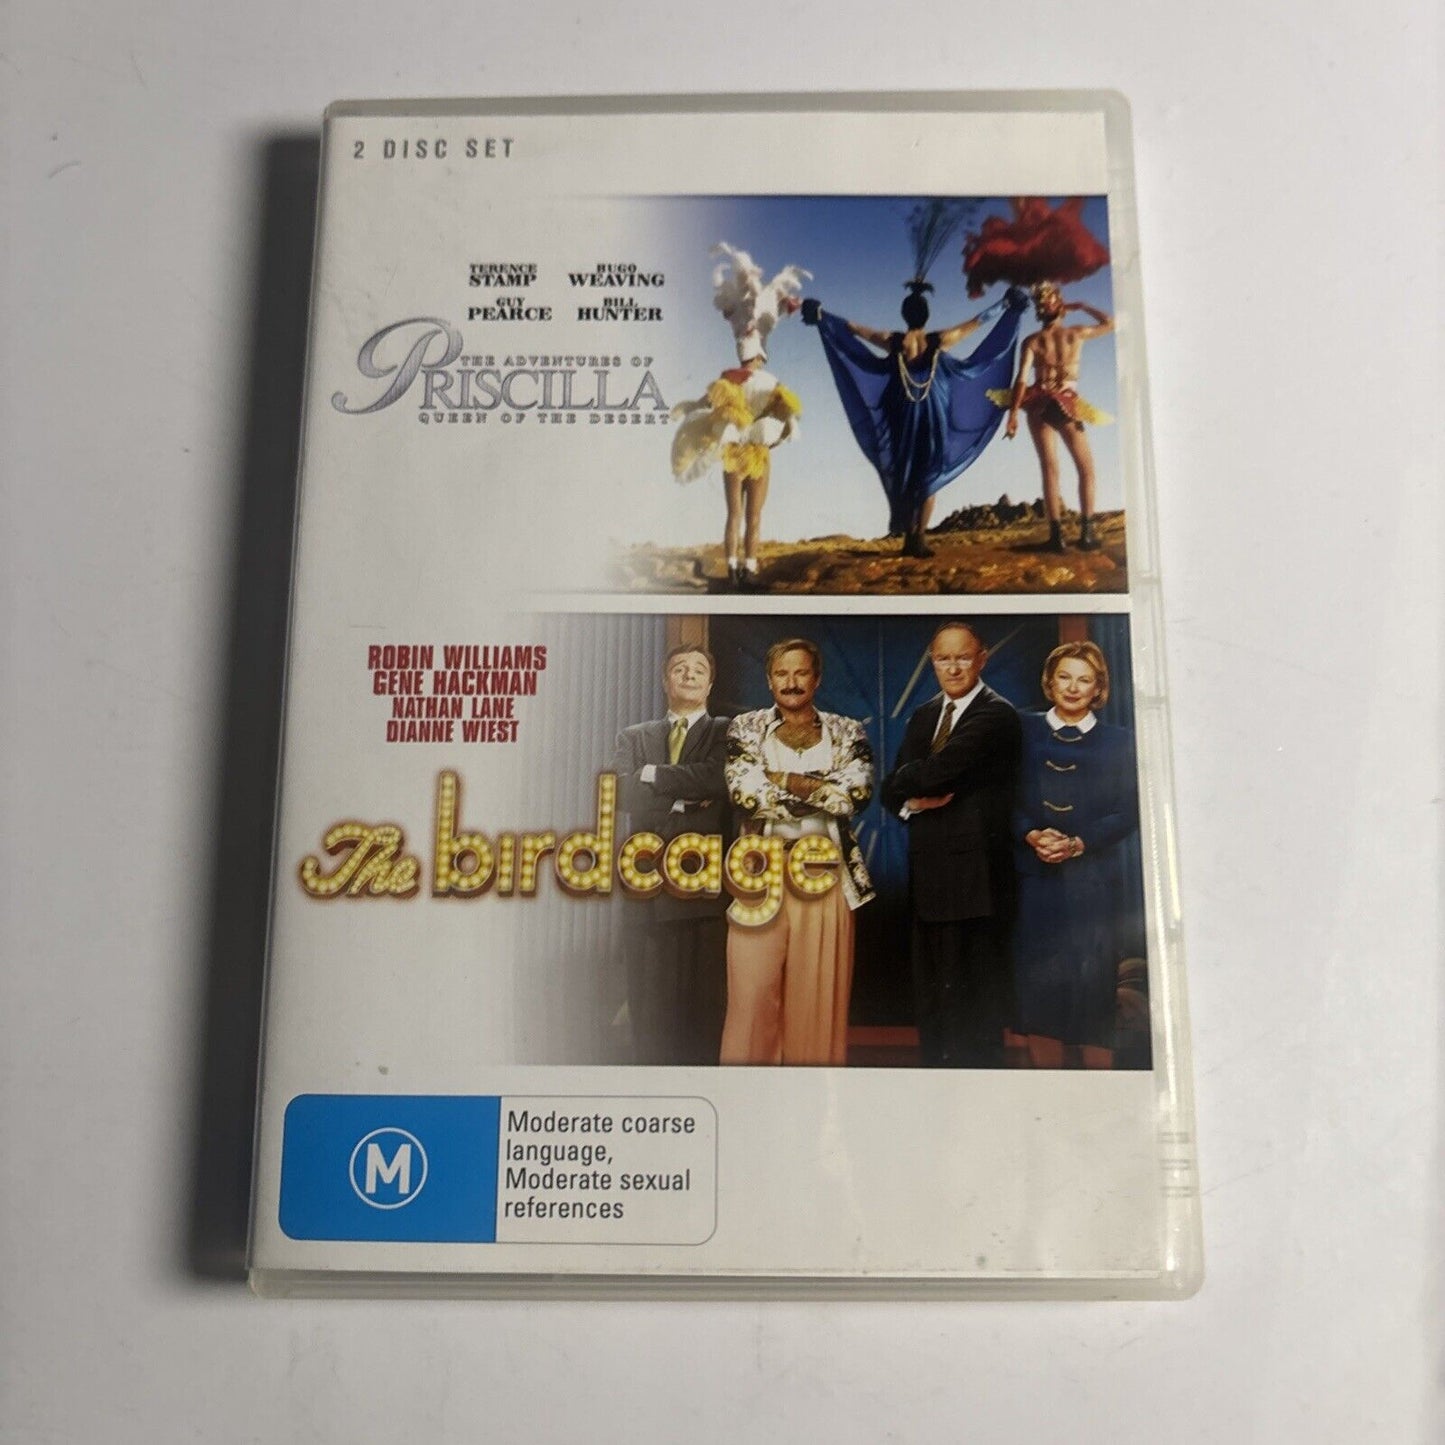 2 DISC SET
TERENCE STAMP HUGO WEAVING
GUY PEARCE BILL HUNTER
THE ADVENTURES OF
PRISCILLA
QUEEN OF THE DESERT
ROBIN WILLIAMS
GENE HACKMAN
NATHAN LANE
DIANNE WIEST
The birdcage
M
Moderate coarse
language,
Moderate sexual
references